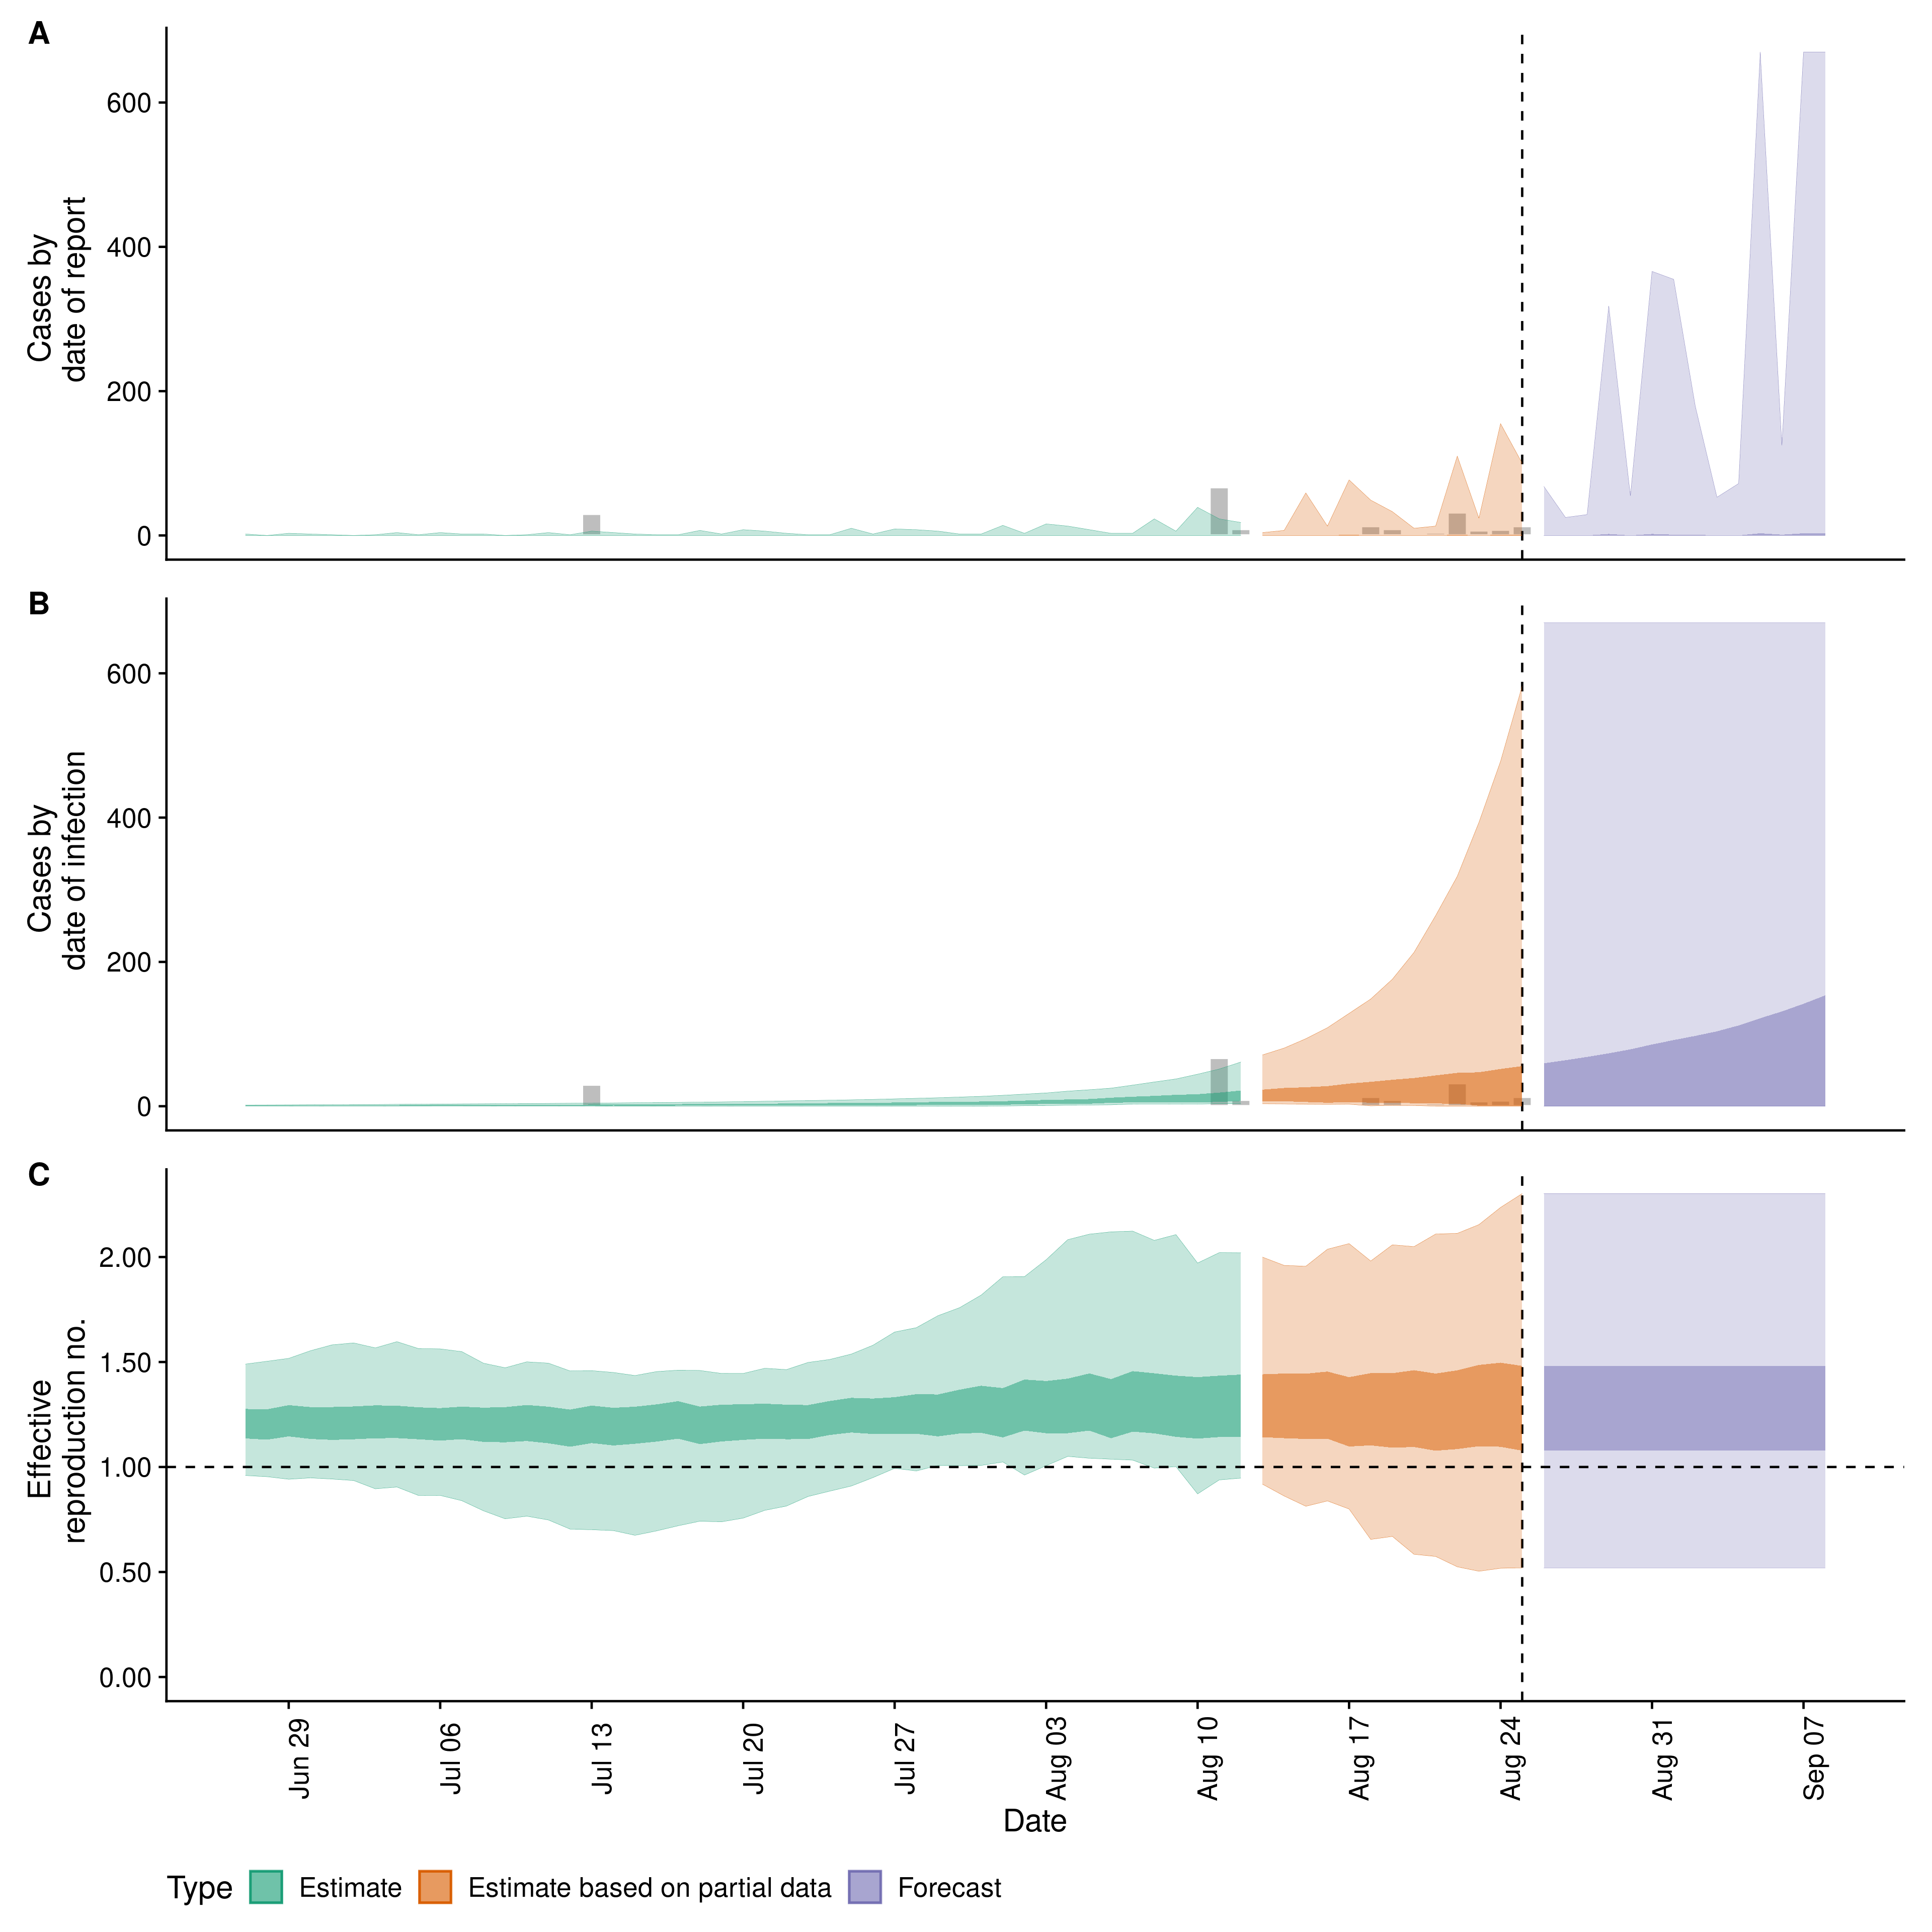 A
Cases by
date of report
600
400
200
0
B
Cases by
date of infection
600
400
200
0
C
Effective
reproduction no.
2.00
1.50
1.00
0.50
0.00
Jun 29
Jul 06
Jul 13
Jul 20
Jul 27
Aug 03
Aug 10
Aug 17
Aug 24
Aug 31
Sep 07
Date
Type Estimate Estimate based on partial data Forecast